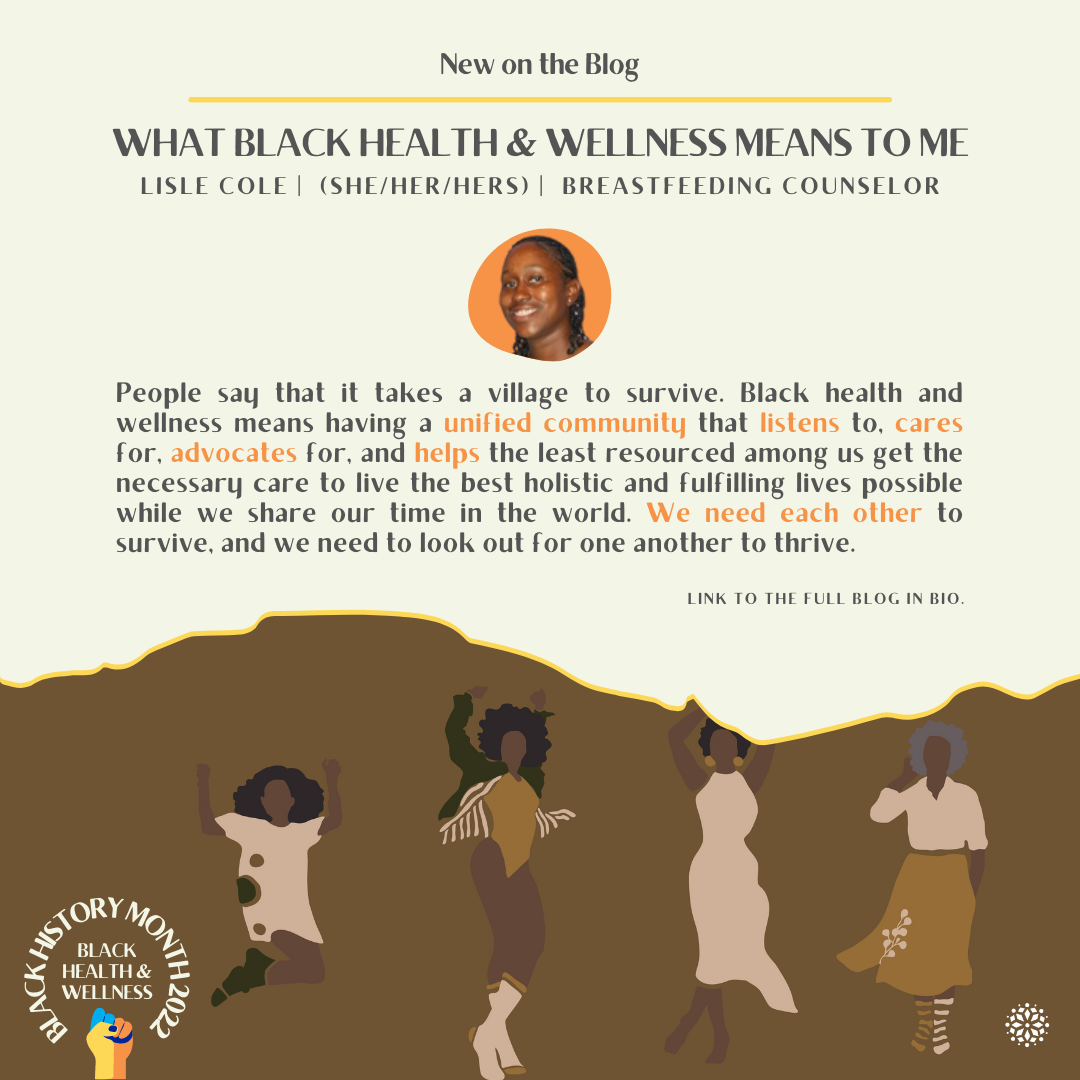 New on the Blog
WHAT BLACK HEALTH & WELLNESS MEANS TO ME
LISLE COLE | (SHE/HER/HERS) | BREASTFEEDING COUNSELOR
People say that it takes a village to survive. Black health and
wellness means having a unified community that listens to, cares
for, advocates for, and helps the least resourced among us get the
necessary care to live the best holistic and fulfilling lives possible
while we share our time in the world. We need each other to
survive, and we need to look out for one another to thrive.
LINK TO THE FULL BLOG IN BIO.
BLACK HISTORY MONTH 2022
BLACK
HEALTH &
WELLNESS